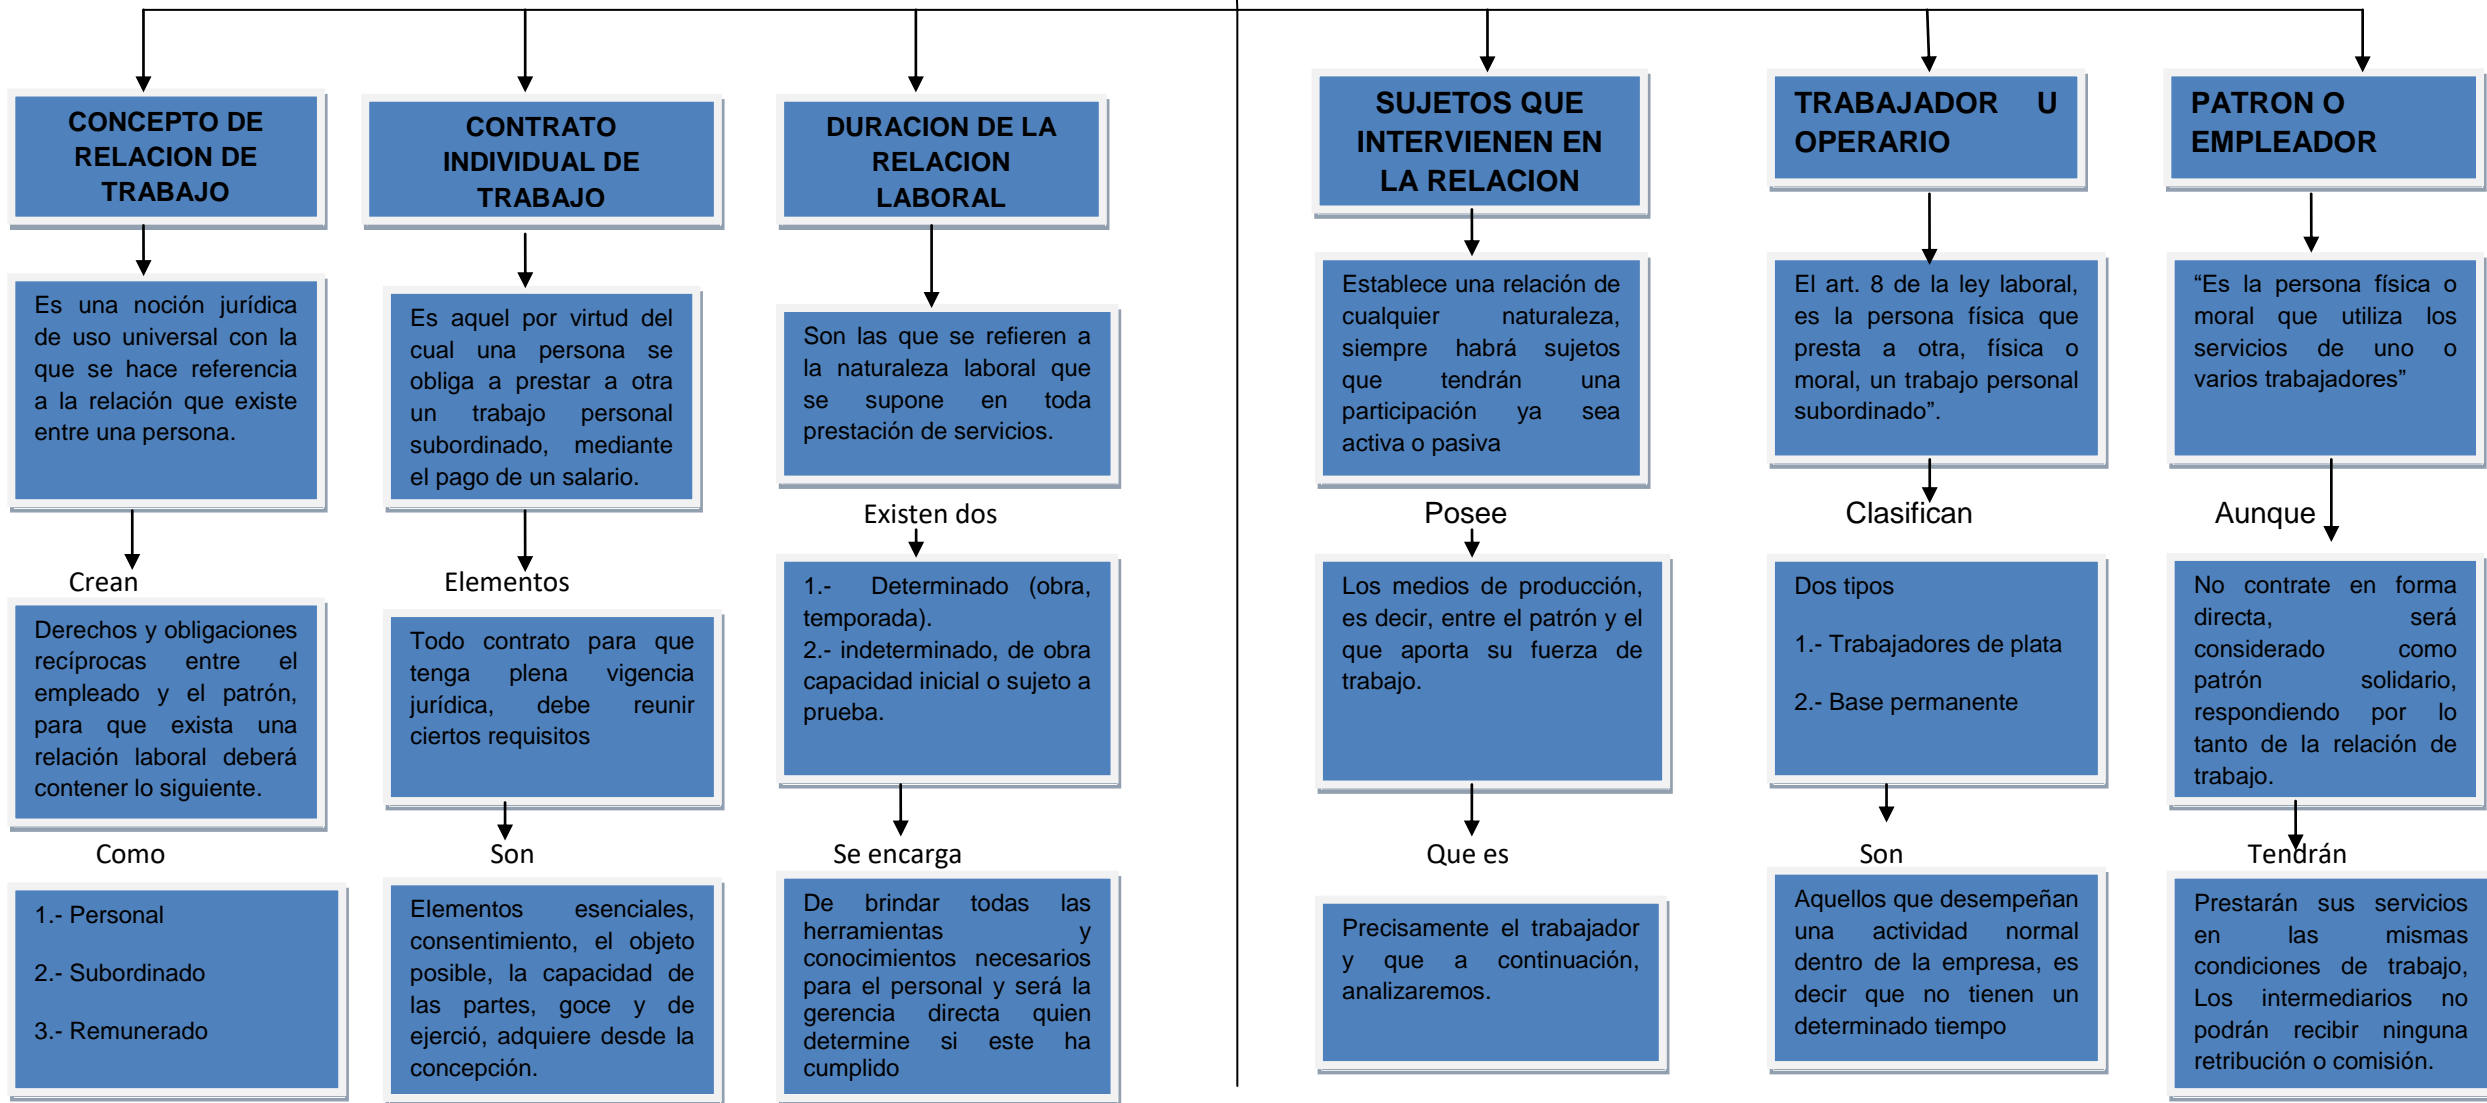 CONCEPTO DE
RELACION DE
TRABAJO
Es una noción jurídica
de uso universal con la
que se hace referencia
a la relación que existe
entre una persona.
Crean
Derechos y obligaciones
recíprocas entre el
empleado y el patrón,
para que exista una
relación laboral deberá
contener lo siguiente.
Como
1.- Personal
2.- Subordinado
3.- Remunerado
CONTRATO
INDIVIDUAL DE
TRABAJO
Es aquel por virtud del
cual una persona se
obliga a prestar a otra
un trabajo personal
subordinado, mediante
el pago de un salario.
Elementos
Todo contrato para que
tenga plena vigencia
jurídica, debe reunir
ciertos requisitos
Son
Elementos esenciales,
consentimiento, el objeto
posible, la capacidad de
las partes, goce y de
ejerció, adquiere desde la
concepción.
DURACION DE LA
RELACION
LABORAL
Son las que se refieren a
la naturaleza laboral que
se supone en toda
prestación de servicios.
Existen dos
1.- Determinado (obra,
temporada).
2.- indeterminado, de obra
capacidad inicial o sujeto a
prueba.
Se encarga
De brindar todas las
herramientas y
conocimientos necesarios
para el personal y será la
gerencia directa quien
determine si este ha
cumplido
SUJETOS QUE
INTERVIENEN EN
LA RELACION
Establece una relación de
cualquier naturaleza,
siempre habrá sujetos
que tendrán una
participación ya sea
activa o pasiva
Posee
Los medios de producción,
es decir, entre el patrón y el
que aporta su fuerza de
trabajo.
Que es
Precisamente el trabajador
y que a continuación,
analizaremos.
TRABAJADOR U
OPERARIO
El art. 8 de la ley laboral,
es la persona física que
presta a otra, física o
moral, un trabajo personal
subordinado”.
Clasifican
Dos tipos
1.- Trabajadores de plata
2.- Base permanente
Son
Aquellos que desempeñan
una actividad normal
dentro de la empresa, es
decir que no tienen un
determinado tiempo
PATRON O
EMPLEADOR
“Es la persona física o
moral que utiliza los
servicios de uno o
varios trabajadores”
Aunque
No contrate en forma
directa, será
considerado como
patrón solidario,
respondiendo por lo
tanto de la relación de
trabajo.
Tendrán
Prestarán sus servicios
en las mismas
condiciones de trabajo,
Los intermediarios no
podrán recibir ninguna
retribución o comisión.